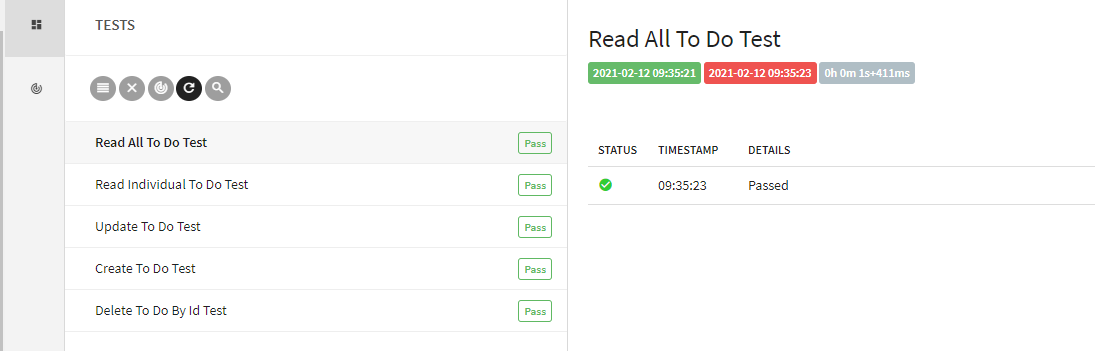 TESTS
Read All To Do Test Pass
Read Individual To Do Test Pass
Update To Do Test Pass
Create To Do Test Pass
Delete To Do By Id Test Pass
Read All To Do Test
2021-02-12 09:35:21 2021-02-12 09:35:23 0h 0m 1s+411ms
STATUS TIMESTAMP DETAILS
09:35:23 Passed